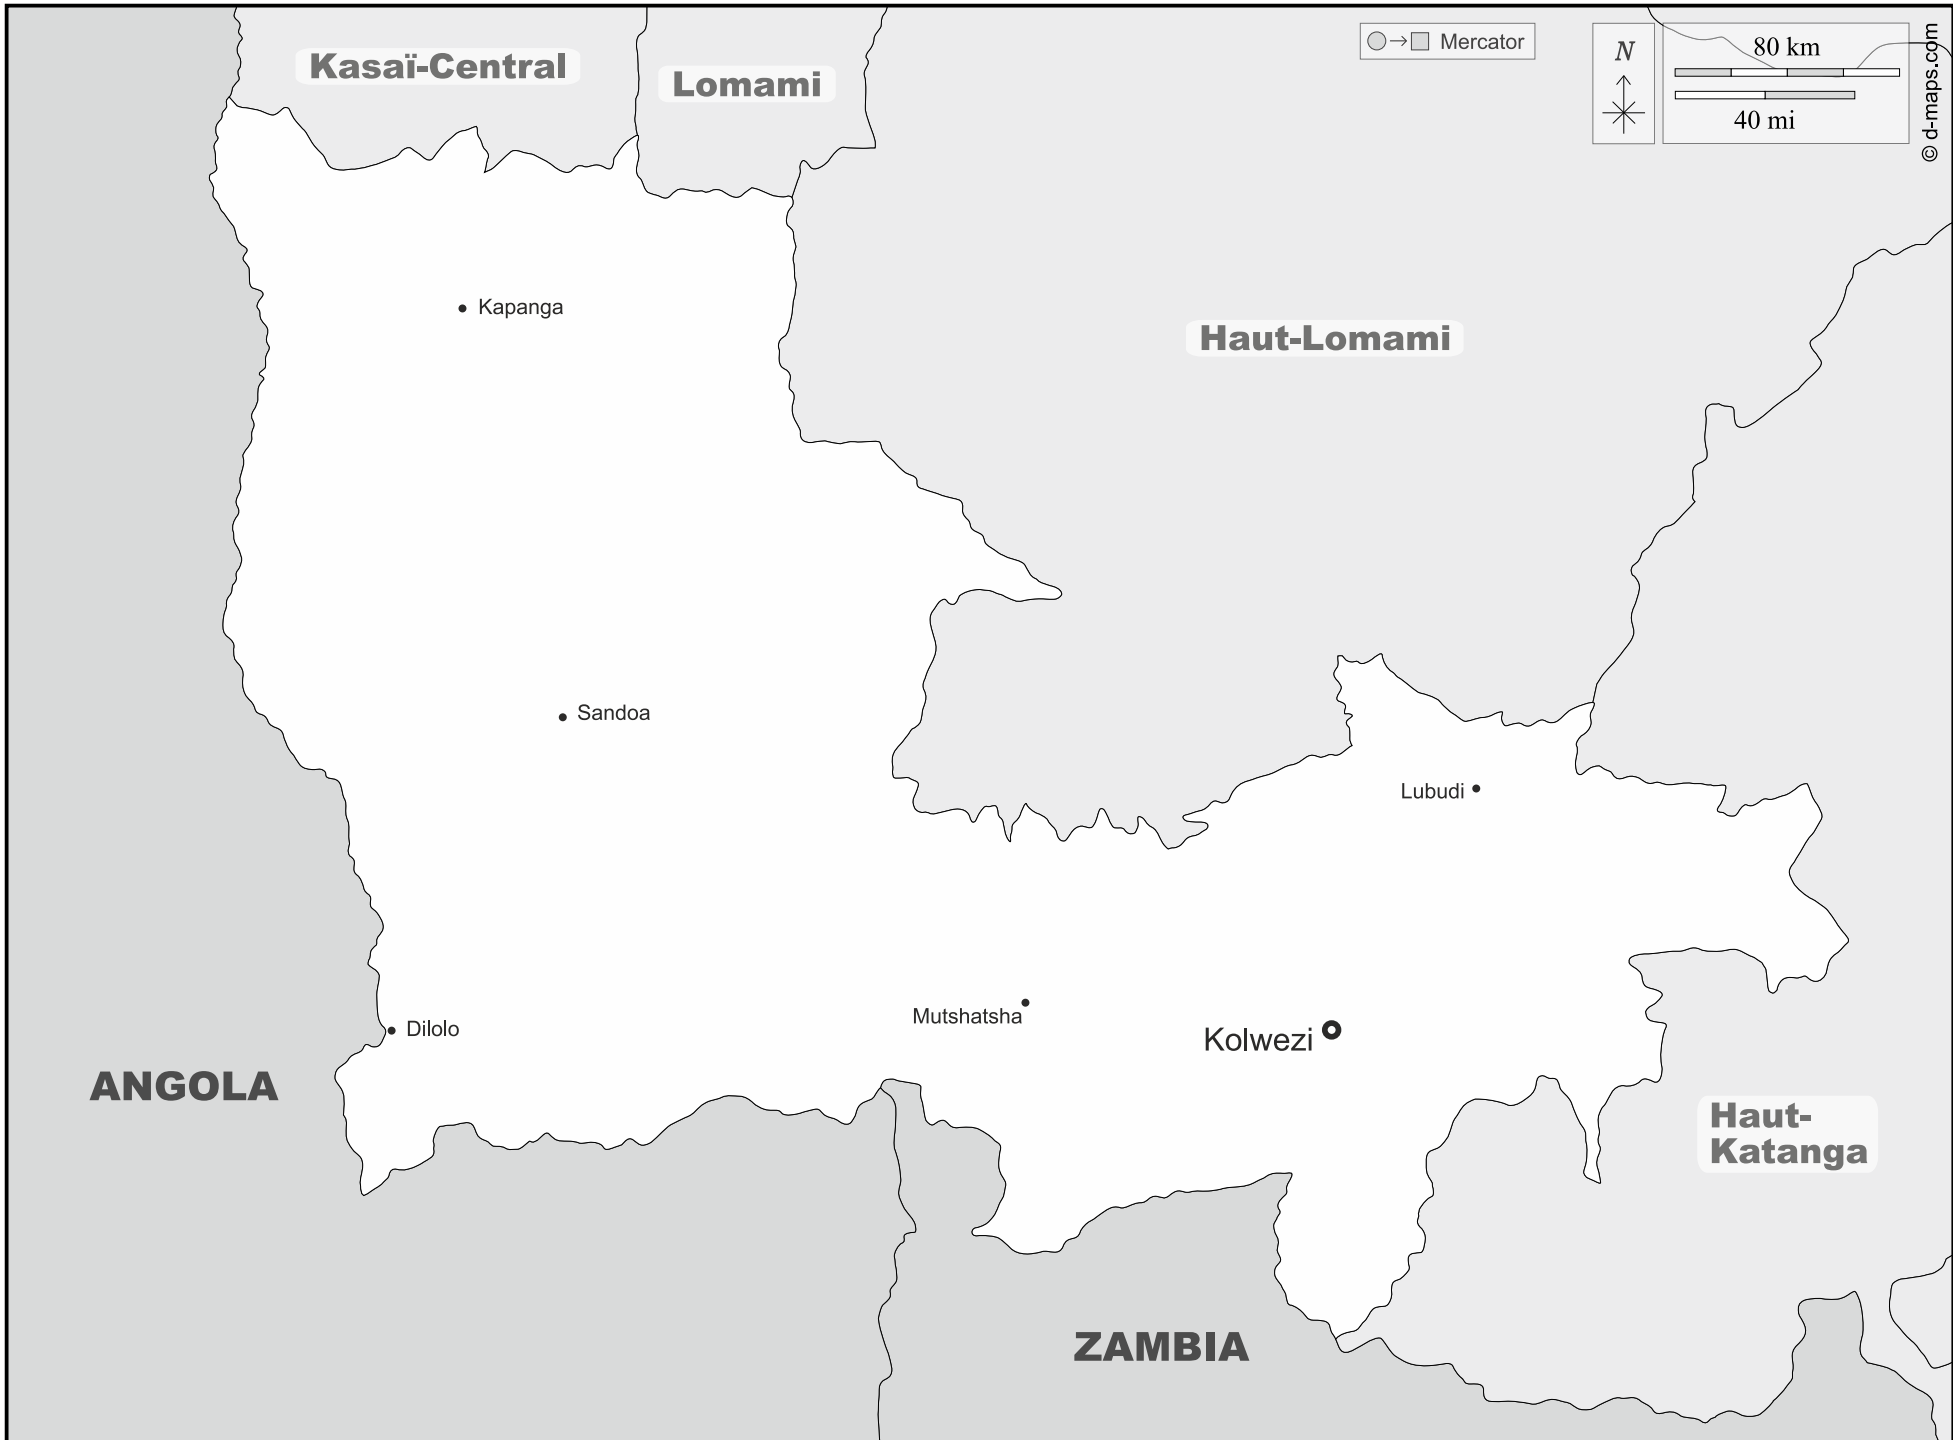 Kasaï-Central
Lomami
Mercator
N
80 km
40 mi
© d-maps.com
Kapanga
Haut-Lomami
Sandoa
Lubudi
Mutshatsha
Dilolo
Kolwezi
ANGOLA
Haut-
Katanga
ZAMBIA